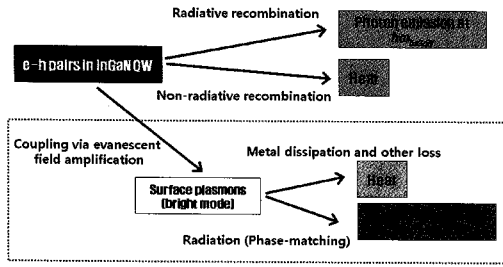 Radiative recombination
Photon emission at
e-h pairs in InGaN QW
Heat
Non-radiative recombination
Coupling via evanescent
field amplification
Metal dissipation and other loss
Surface plasmons
(bright mode)
Heat
Radiation (Phase-matching)